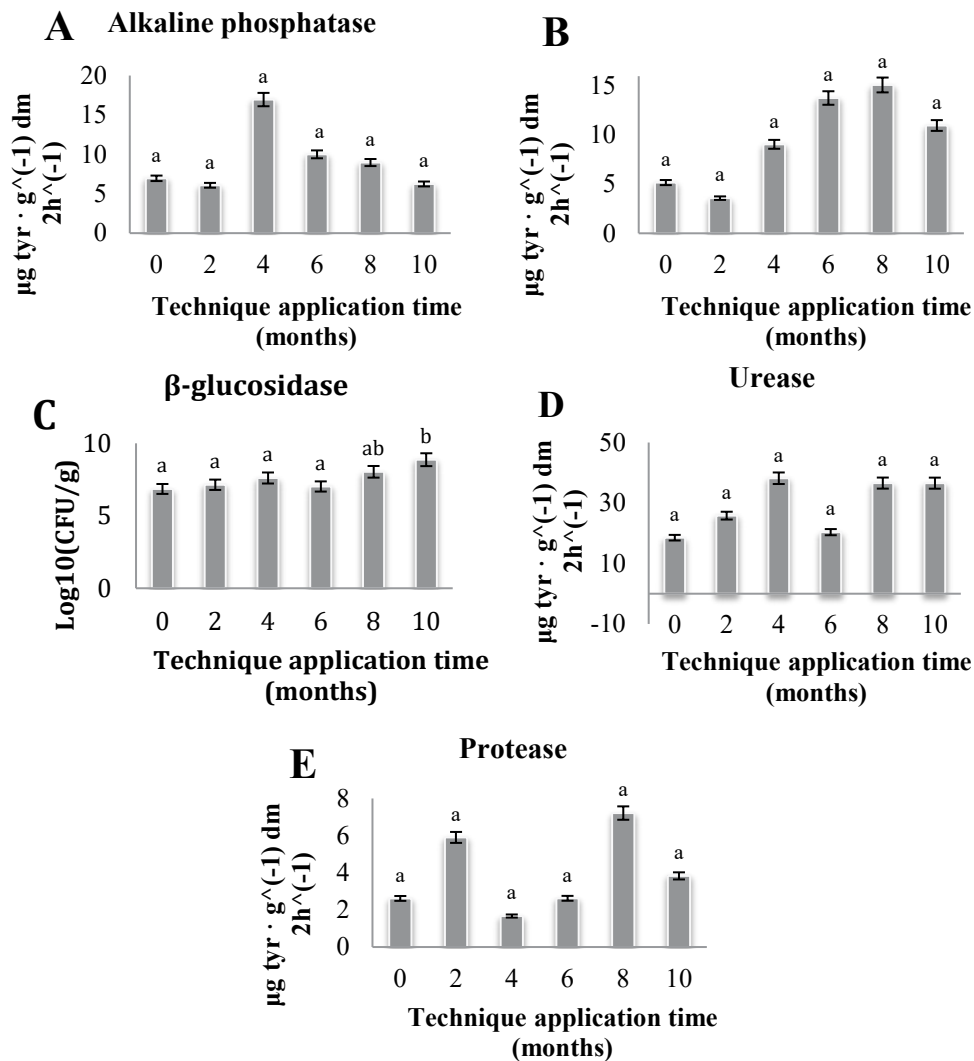 A Alkaline phosphatase
a a a a a a
20
15
10
5
0
µg tyr · g^(-1) dm
2h^(-1)
0 2 4 6 8 10
Technique application time
(months)
B
a a a a a a
15
10
5
0
µg tyr · g^(-1) dm
2h^(-1)
0 2 4 6 8 10
Technique application time
(months)
β-glucosidase
C
a a a a ab b
10
5
0
Log10(CFU/g)
0 2 4 6 8 10
Technique application time
(months)
Urease
D
a a a a a a
50
30
10
-10
µg tyr · g^(-1) dm
2h^(-1)
0 2 4 6 8 10
Technique application time
(months)
Protease
E
a a a a a a
8
6
4
2
0
µg tyr · g^(-1) dm
2h^(-1)
0 2 4 6 8 10
Technique application time
(months)